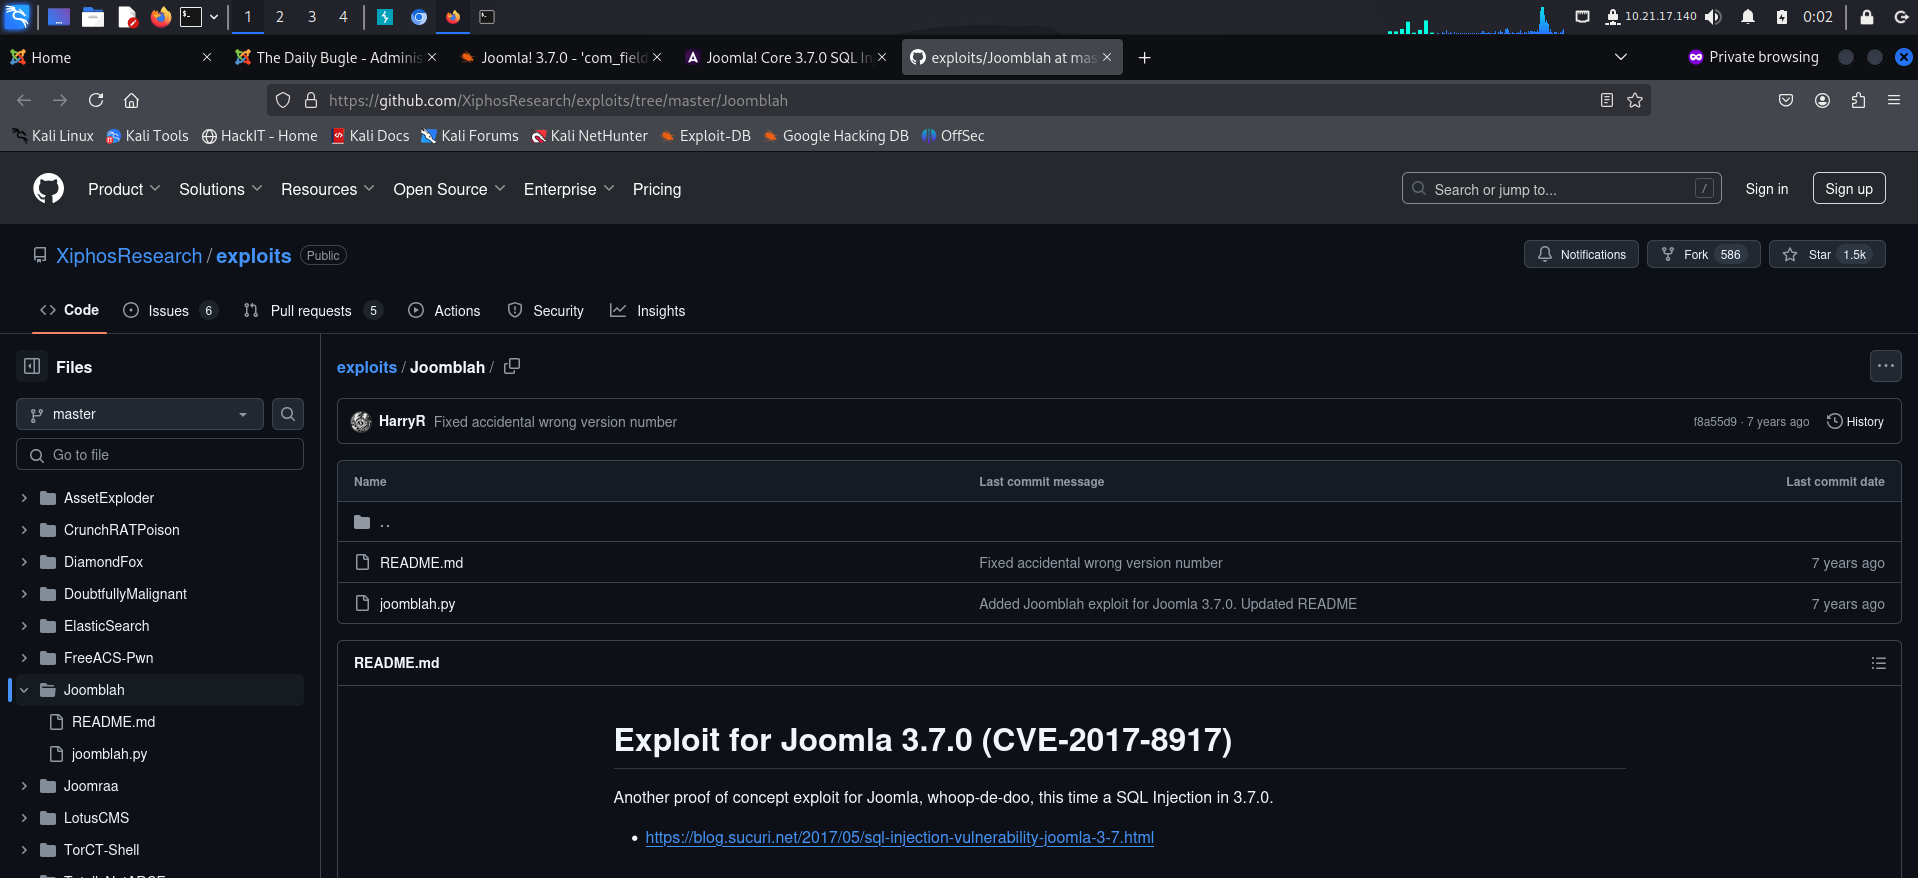 1 2 3 4 10.21.17.140 0:02
Home The Daily Bugle - Adminis Joomla! 3.7.0 - 'com_field Joomla! Core 3.7.0 SQL In exploits/Joomblah at mas Private browsing
https://github.com/XiphosResearch/exploits/tree/master/Joomblah
Kali Linux Kali Tools HackIT - Home Kali Docs Kali Forums Kali NetHunter Exploit-DB Google Hacking DB OffSec
Product Solutions Resources Open Source Enterprise Pricing Search or jump to... / Sign in Sign up
XiphosResearch / exploits Public Notifications Fork 586 Star 1.5k
Code Issues 6 Pull requests 5 Actions Security Insights
Files
master
Go to file
AssetExploder
CrunchRATPoison
DiamondFox
DoubtfullyMalignant
ElasticSearch
FreeACS-Pwn
Joomblah
README.md
joomblah.py
Joomraa
LotusCMS
TorCT-Shell
exploits / Joomblah /
HarryR Fixed accidental wrong version number f8a55d9 · 7 years ago History
Name Last commit message Last commit date
..
README.md Fixed accidental wrong version number 7 years ago
joomblah.py Added Joomblah exploit for Joomla 3.7.0. Updated README 7 years ago
README.md
Exploit for Joomla 3.7.0 (CVE-2017-8917)
Another proof of concept exploit for Joomla, whoop-de-doo, this time a SQL Injection in 3.7.0.
• https://blog.sucuri.net/2017/05/sql-injection-vulnerability-joomla-3-7.html